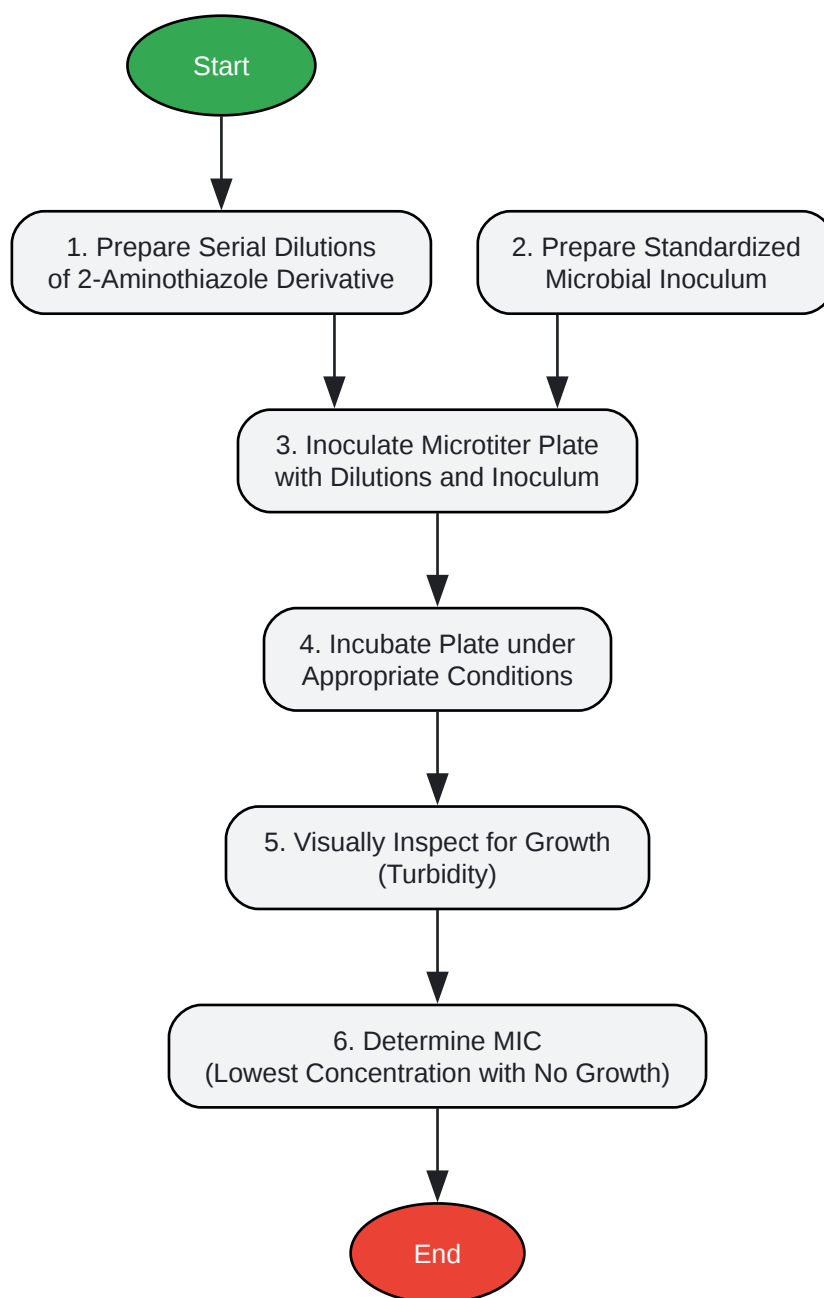 Start
1. Prepare Serial Dilutions
of 2-Aminothiazole Derivative
2. Prepare Standardized
Microbial Inoculum
3. Inoculate Microtiter Plate
with Dilutions and Inoculum
4. Incubate Plate under
Appropriate Conditions
5. Visually Inspect for Growth
(Turbidity)
6. Determine MIC
(Lowest Concentration with No Growth)
End